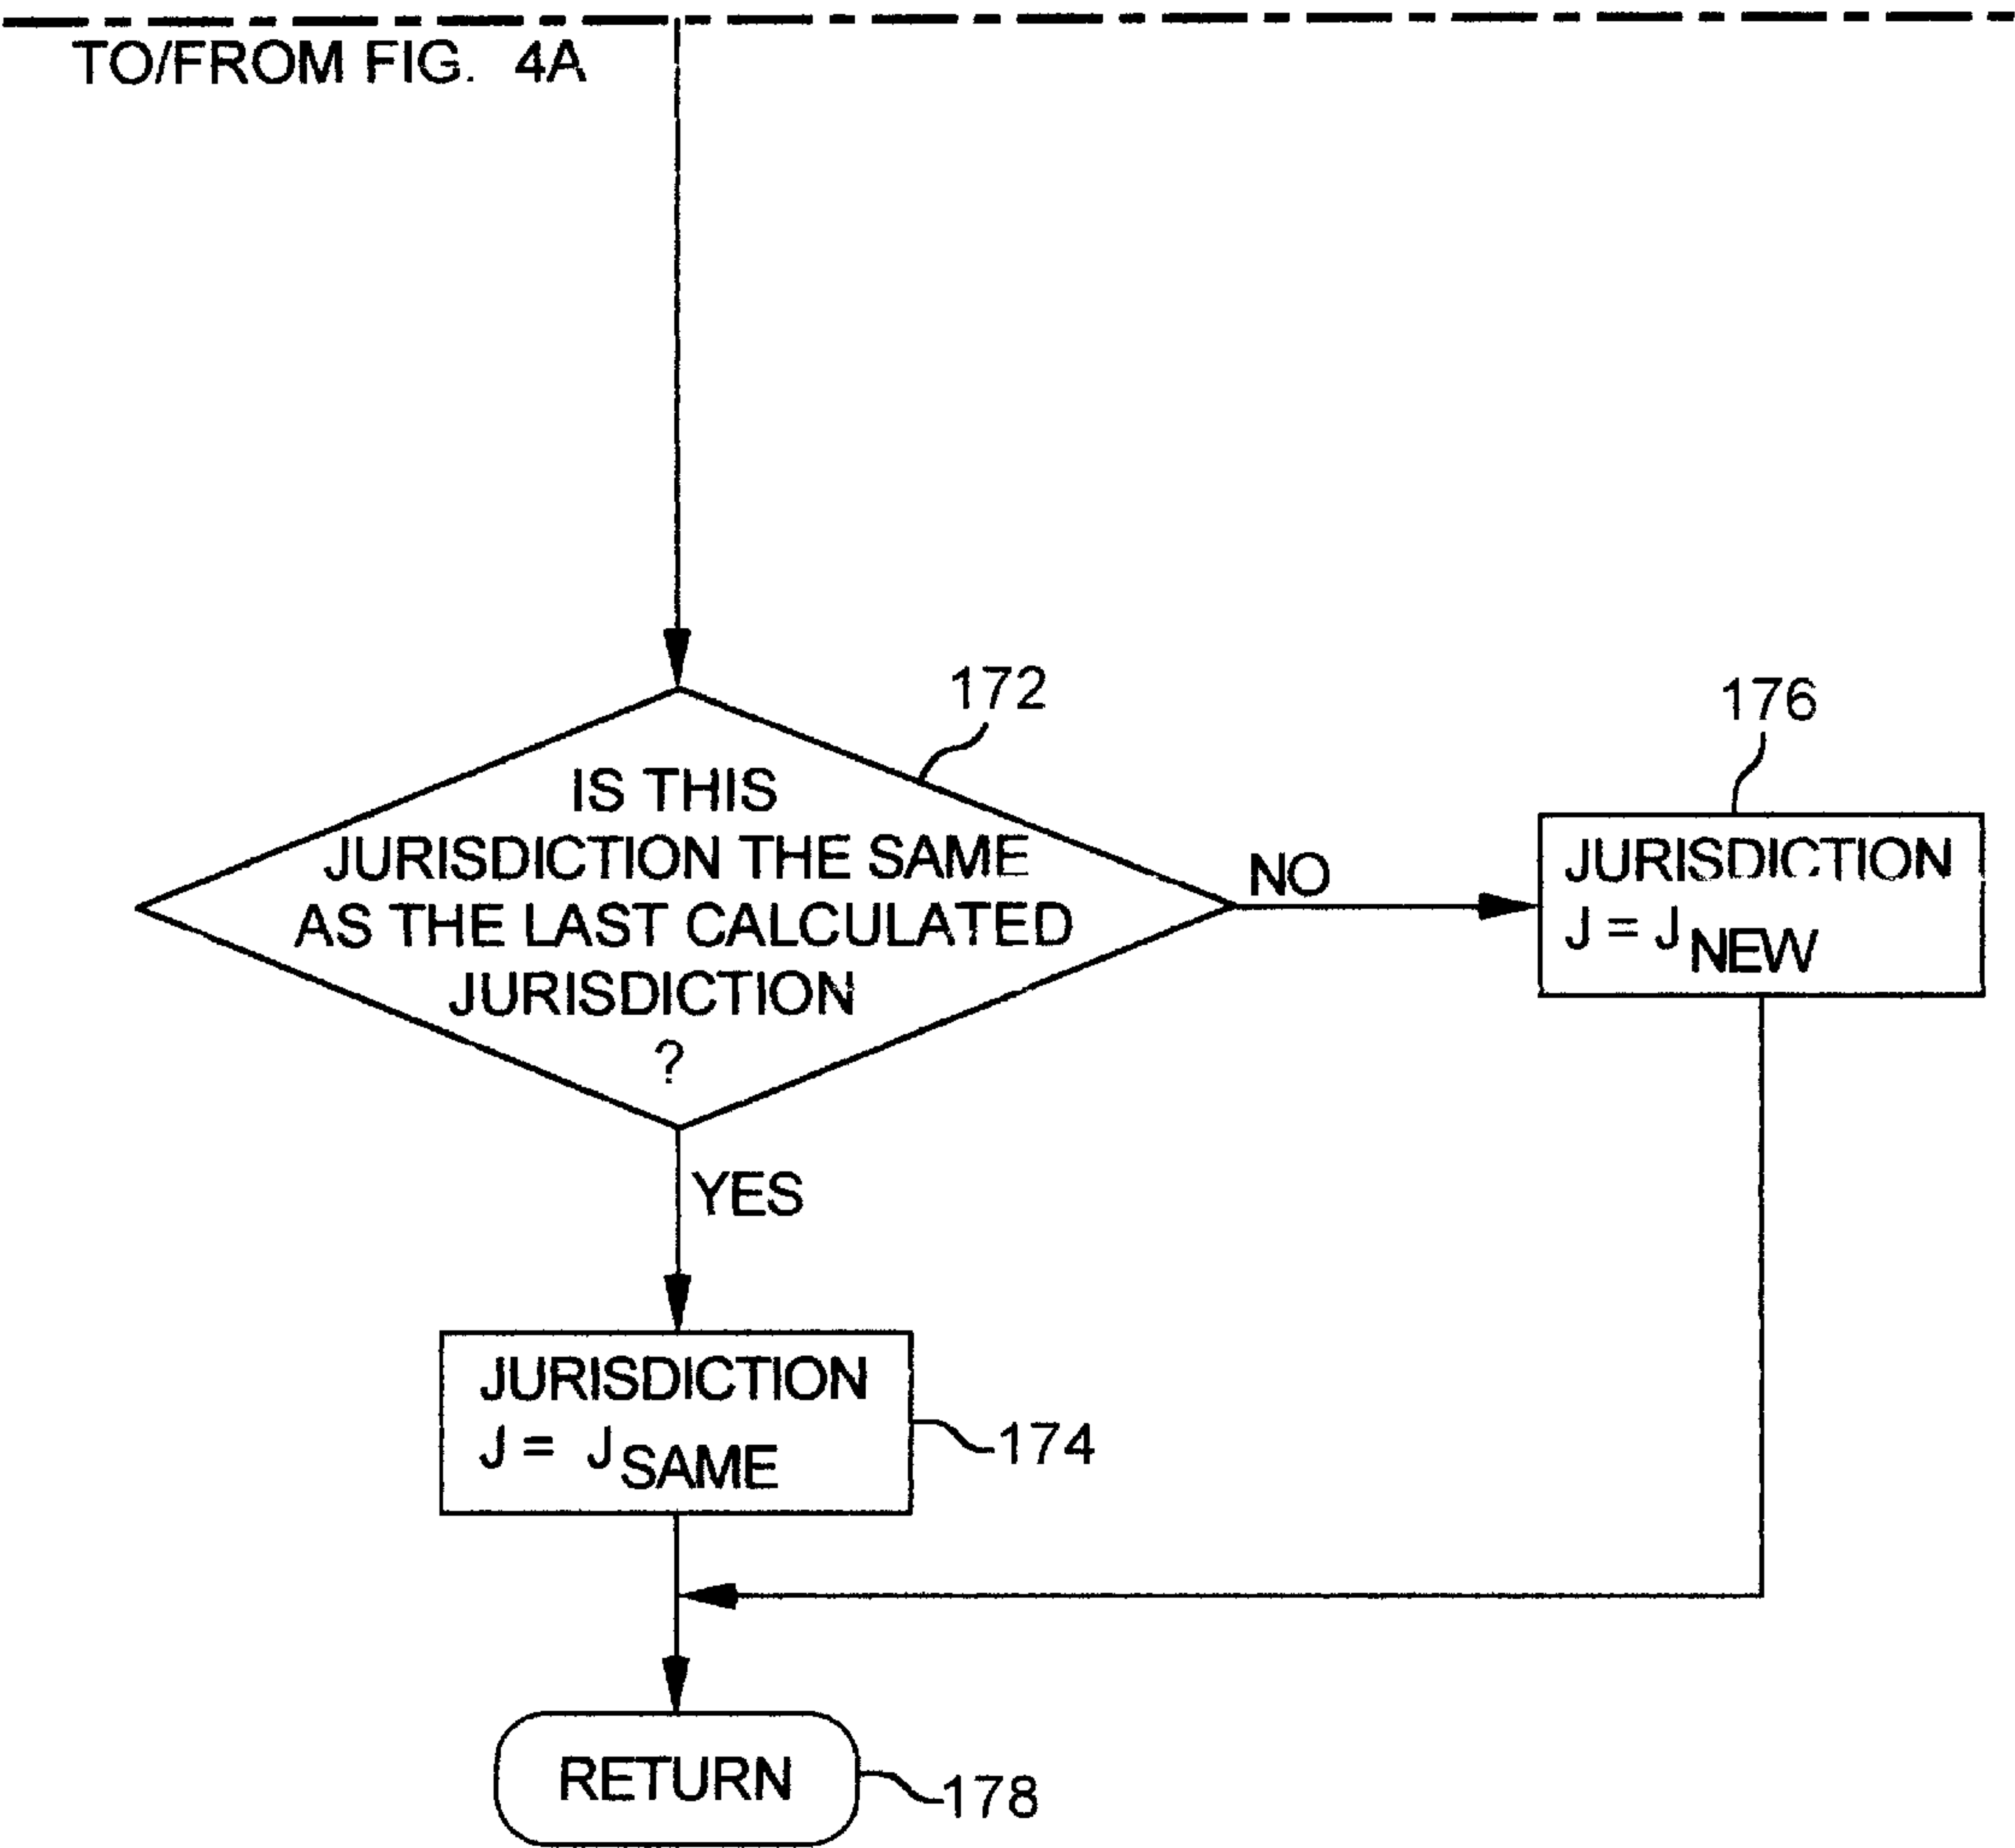 TO/FROM FIG. 4A
172
IS THIS
JURISDICTION THE SAME
AS THE LAST CALCULATED
JURISDICTION
?
NO
176
JURISDICTION
J = J NEW
YES
JURISDICTION
J = J SAME
174
RETURN
178